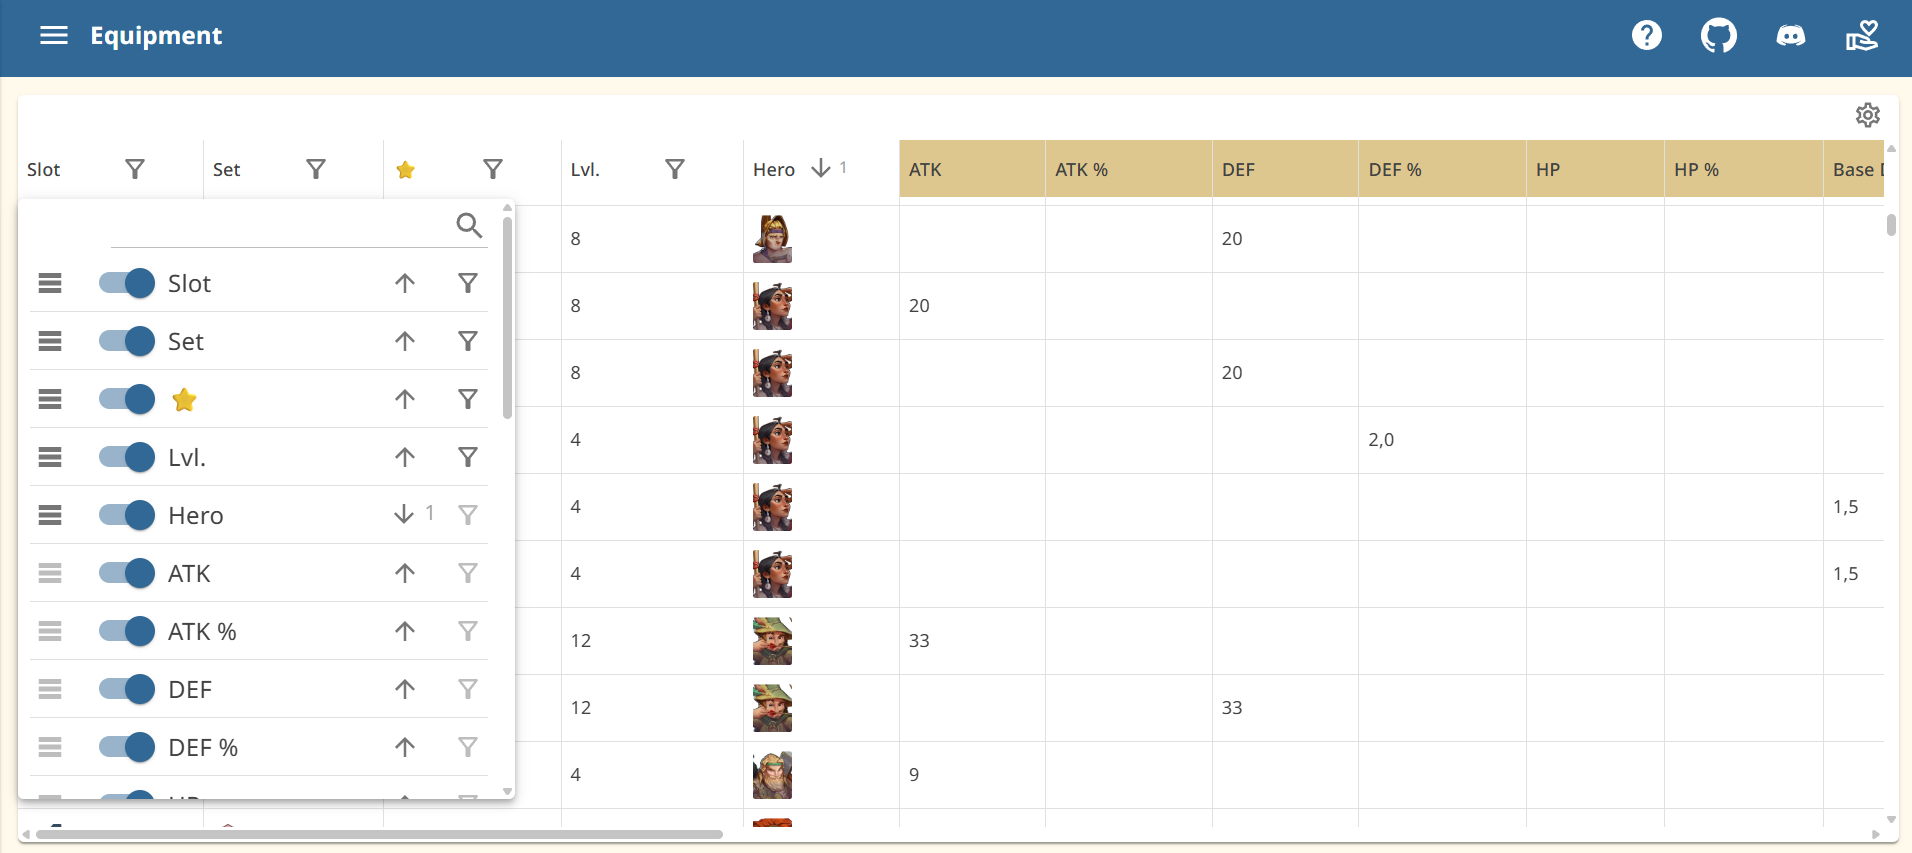 Equipment
Slot Set Lvl. Hero 1 ATK ATK % DEF DEF % HP HP % Base
Slot
Set
Lvl.
Hero 1
ATK
ATK %
DEF
DEF %
8 20
8 20
8 20
4 2,0
4 1,5
4 1,5
12 33
12 33
4 9